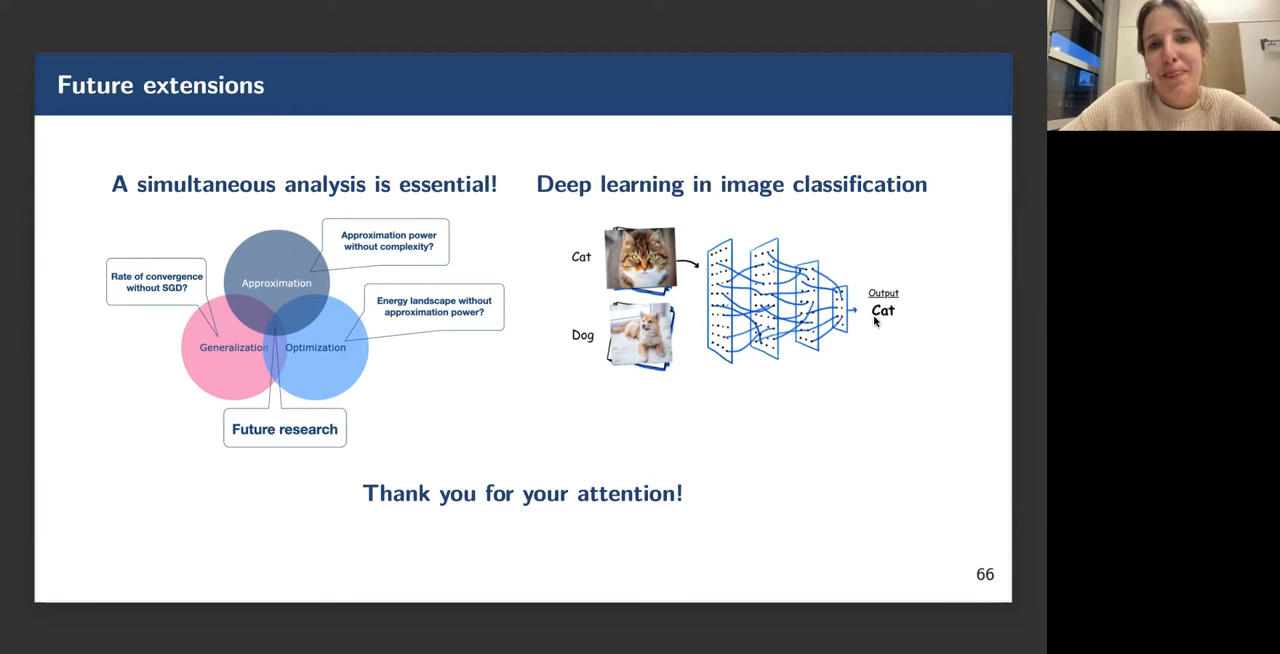 Future extensions
A simultaneous analysis is essential!
Approximation power
without complexity?
Rate of convergence
without SGD?
Approximation
Energy landscape without
approximation power?
Generalization
Optimization
Future research
Deep learning in image classification
Cat
Dog
Output
Cat
Thank you for your attention!
66